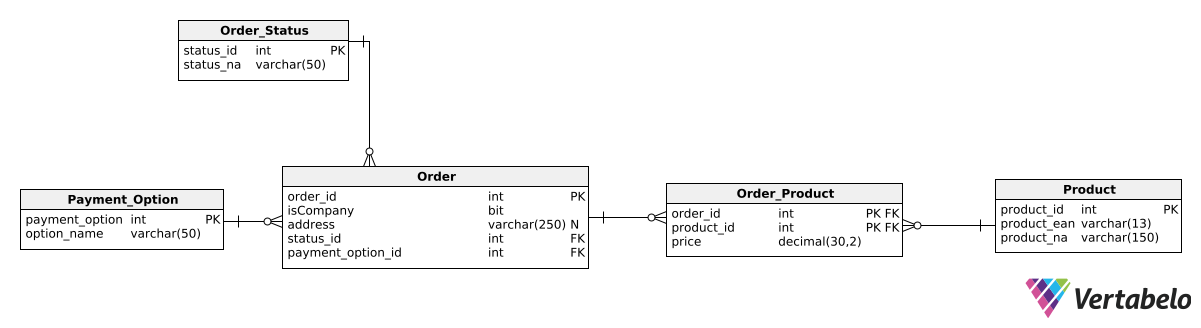 Order_Status
status_id int PK
status_na varchar(50)
Payment_Option
payment_option int PK
option_name varchar(50)
Order
order_id int PK
isCompany bit
address varchar(250) N
status_id int FK
payment_option_id int FK
Order_Product
order_id int PK FK
product_id int PK FK
price decimal(30,2)
Product
product_id int PK
product_ean varchar(13)
product_na varchar(150)
Vertabelo